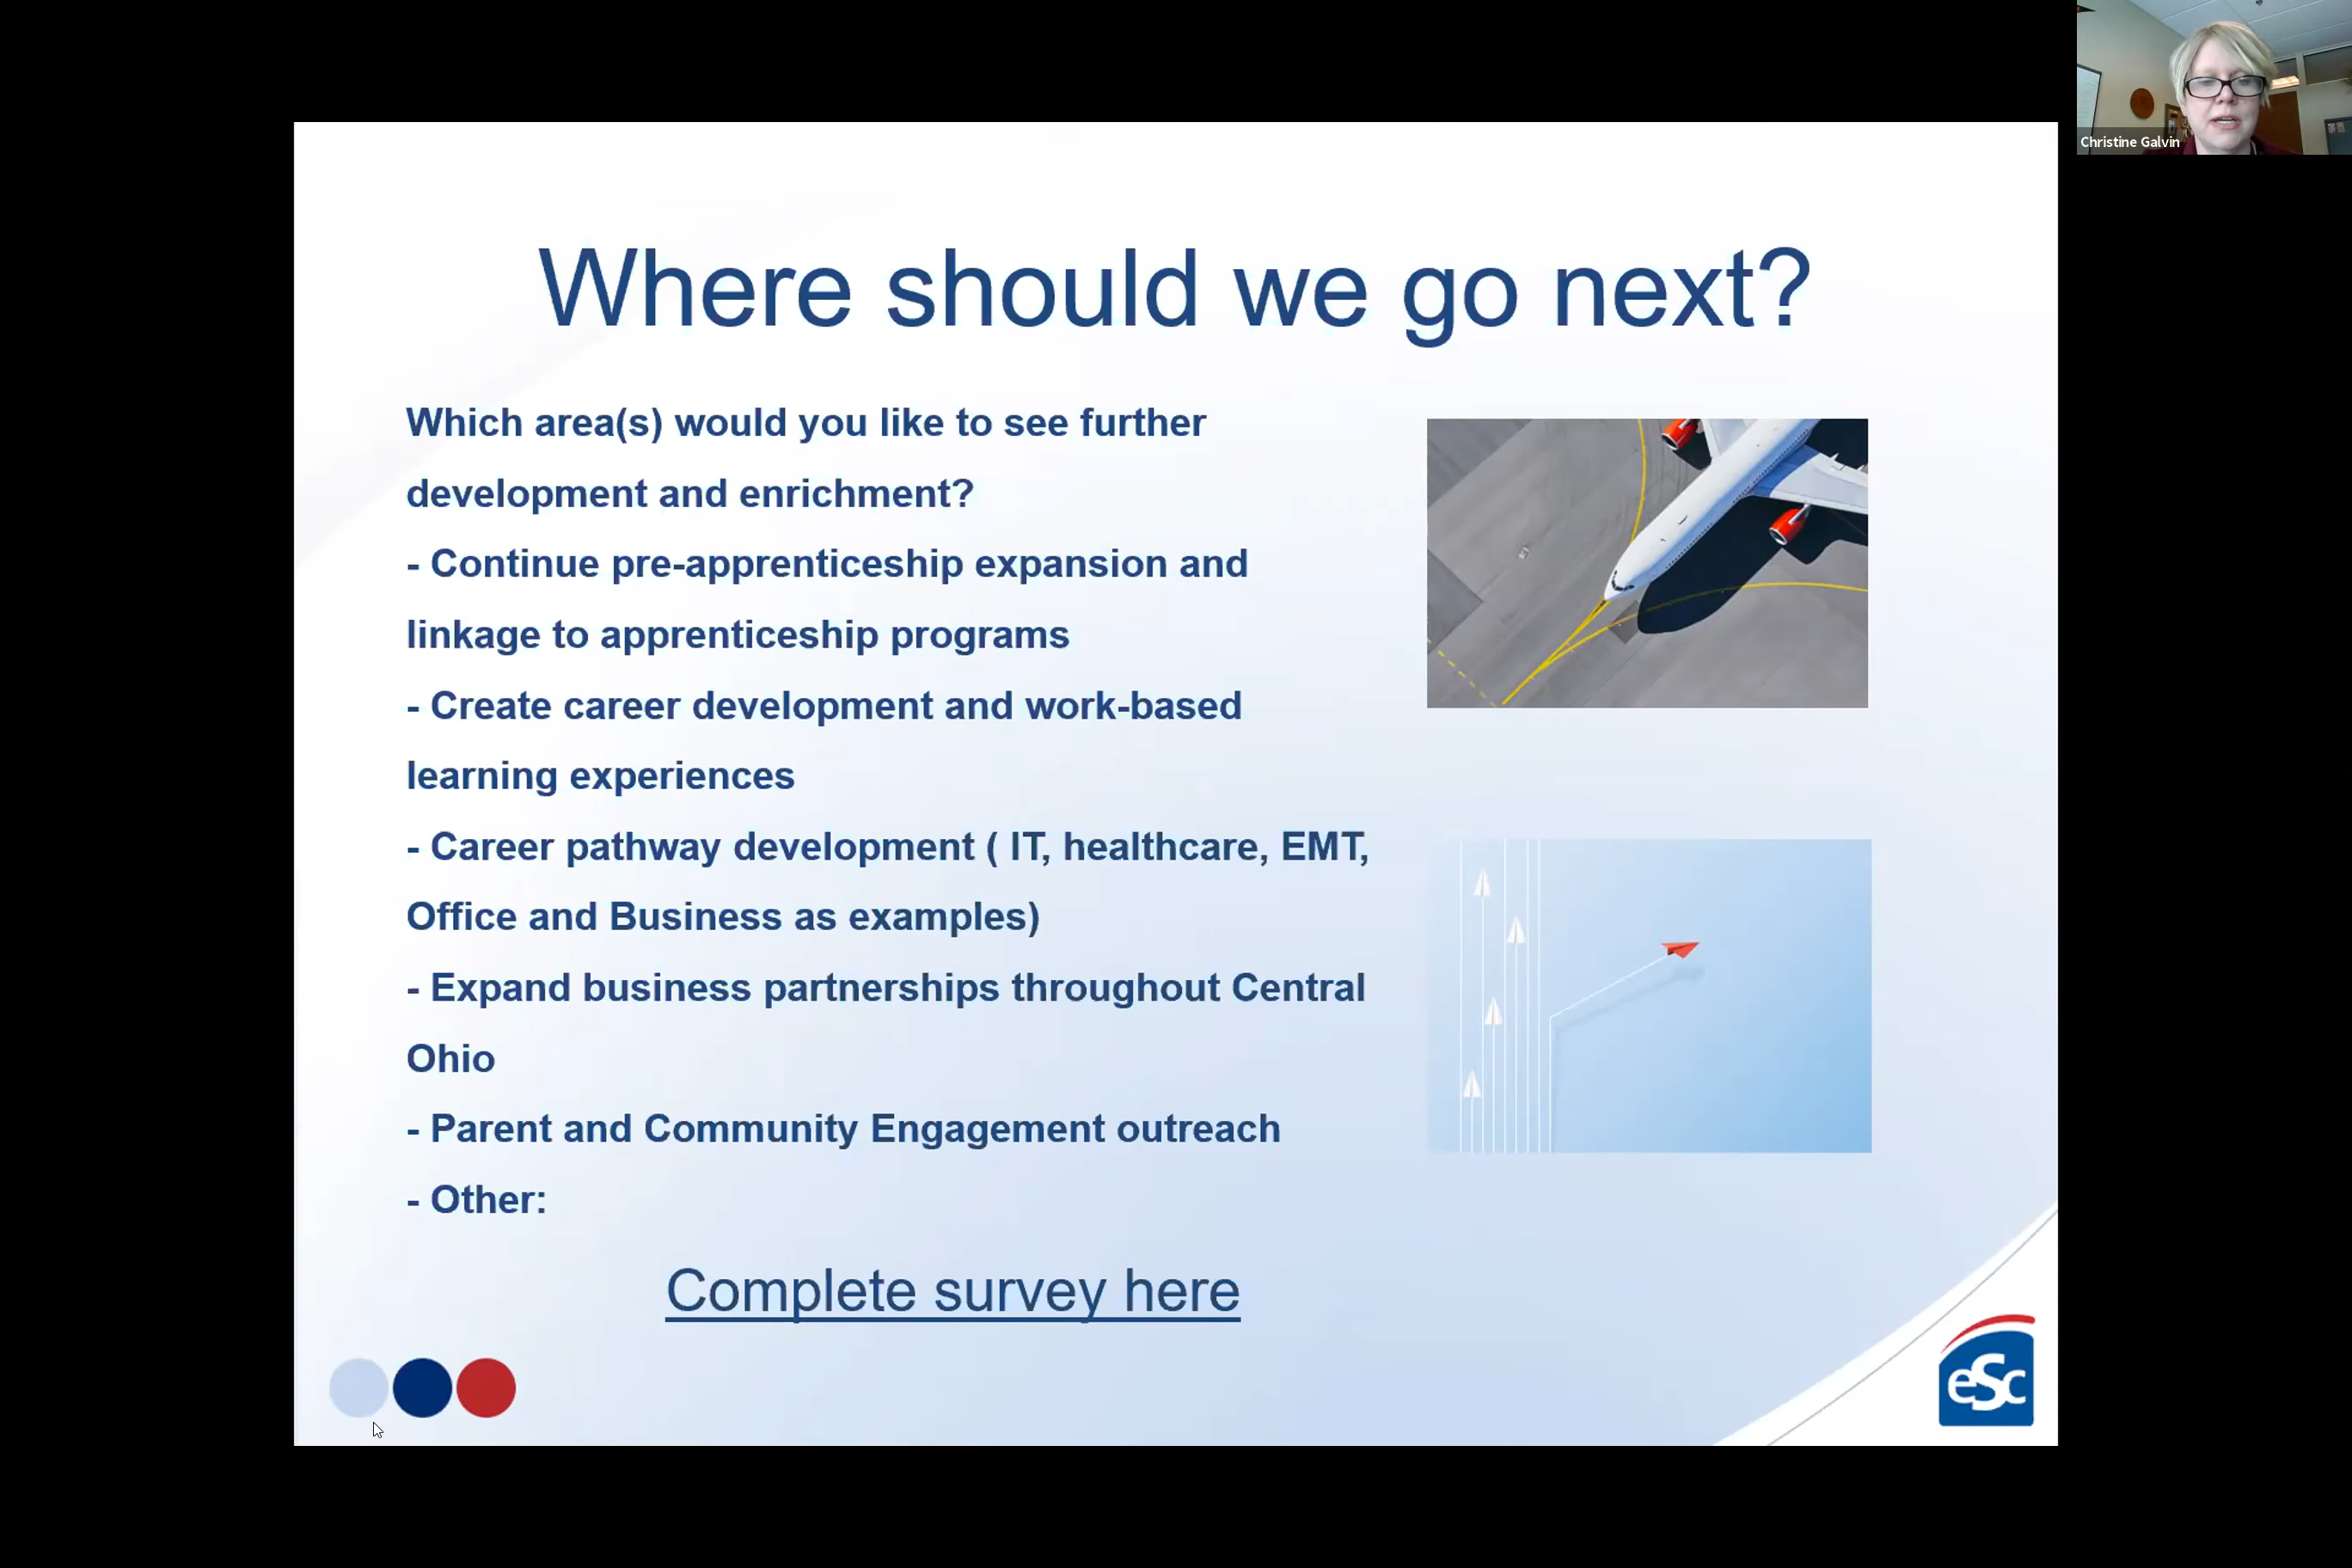 Christine Galvin
Where should we go next?
Which area(s) would you like to see further
development and enrichment?
- Continue pre-apprenticeship expansion and
linkage to apprenticeship programs
- Create career development and work-based
learning experiences
- Career pathway development ( IT, healthcare, EMT,
Office and Business as examples)
- Expand business partnerships throughout Central
Ohio
- Parent and Community Engagement outreach
- Other:
Complete survey here
eSc